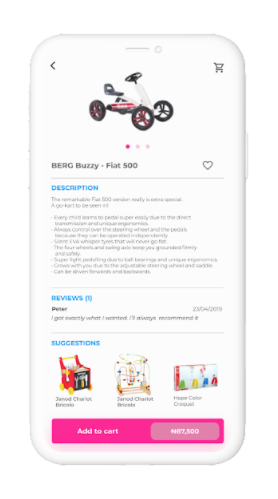 BERG Buzzy - Fiat 500
DESCRIPTION
The remarkable Fiat 500 version really is extra special.
A go-kart to be seen in!
- Every child learns to pedal super easily due to the direct
transmission and unique ergonomics.
- Always control over the steering wheel and the pedals
because they can be operated independently.
- Silent EVA whisper tyres that will never go flat.
- The four wheels and swing axle keep you grounded firmly
and safely.
- Super light pedalling due to ball bearings and unique ergonomics.
- Grows with you due to the adjustable steering wheel and saddle.
- Can be driven forwards and backwards.
REVIEWS (1)
Peter 23/04/2019
I got exactly what I wanted, I'll always recommend it
SUGGESTIONS
Janod Chariot
Bricolo
Janod Chariot
Bricolo
Hape Color
Croquet
Add to cart ₦87,500